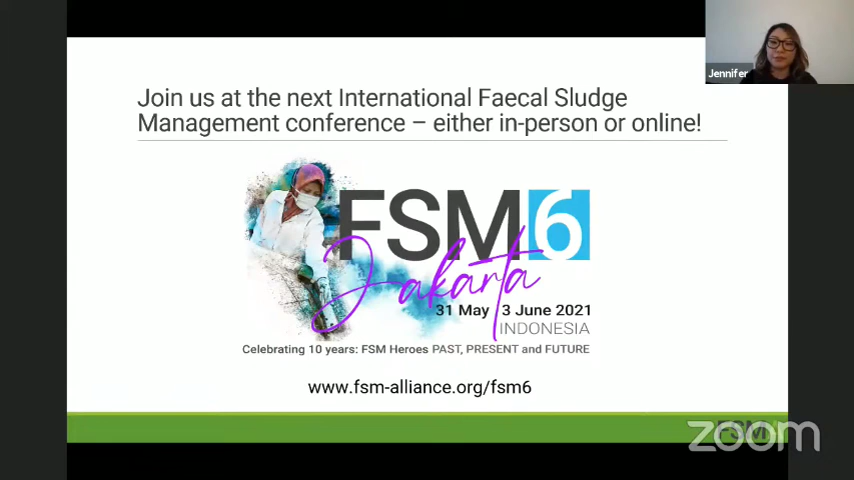 Jennifer
Join us at the next International Faecal Sludge
Management conference – either in-person or online!
FSM6
Jakarta
31 May - 3 June 2021
INDONESIA
Celebrating 10 years: FSM Heroes PAST, PRESENT and FUTURE
www.fsm-alliance.org/fsm6
FSM
zoom